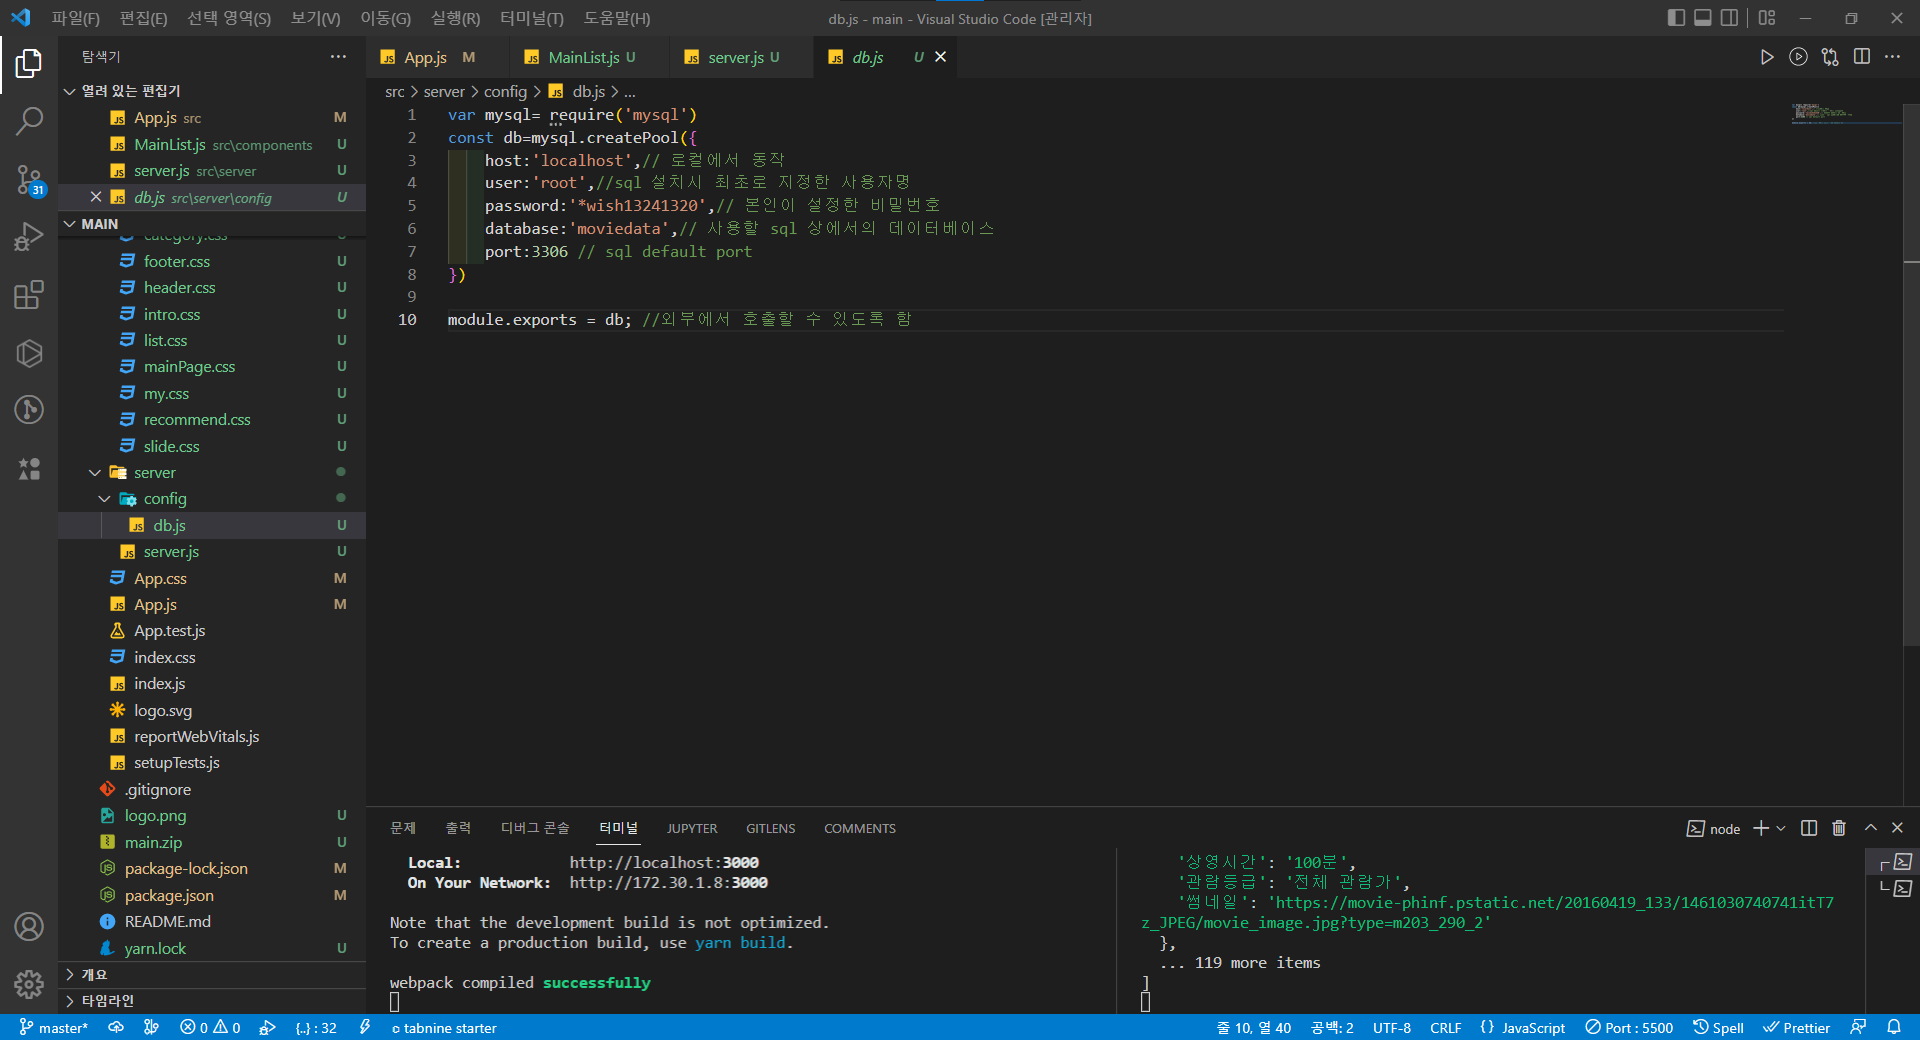 파일(F) 편집(E) 선택 영역(S) 보기(V) 이동(G) 실행(R) 터미널(T) 도움말(H) db.js - main - Visual Studio Code [관리자]
탐색기
열려 있는 편집기
App.js src M
MainList.js src\components U
server.js src\server U
db.js src\server\config U
MAIN
category.css
footer.css U
header.css U
intro.css U
list.css U
mainPage.css U
my.css U
recommend.css U
slide.css U
server
config
db.js U
server.js U
App.css M
App.js M
App.test.js
index.css
index.js
logo.svg
reportWebVitals.js
setupTests.js
.gitignore
logo.png U
main.zip U
package-lock.json M
package.json M
README.md
yarn.lock U
개요
타임라인
31
App.js M MainList.js U server.js U db.js U
src > server > config > db.js > ...
1 var mysql= require('mysql')
2 const db=mysql.createPool({
3 host:'localhost',// 로컬에서 동작
4 user:'root',//sql 설치시 최초로 지정한 사용자명
5 password:'*wish13241320',// 본인이 설정한 비밀번호
6 database:'moviedata',// 사용할 sql 상에서의 데이터베이스
7 port:3306 // sql default port
8 })
9
10 module.exports = db; //외부에서 호출할 수 있도록 함
문제 출력 디버그 콘솔 터미널 JUPYTER GITLENS COMMENTS node
Local: http://localhost:3000
On Your Network: http://172.30.1.8:3000
Note that the development build is not optimized.
To create a production build, use yarn build.
webpack compiled successfully
'상영시간': '100분',
'관람등급': '전체 관람가',
'썸네일': 'https://movie-phinf.pstatic.net/20160419_133/1461030740741itT7
z_JPEG/movie_image.jpg?type=m203_290_2'
},
... 119 more items
]
master* 0 0 {..} : 32 tabnine starter 줄 10, 열 40 공백: 2 UTF-8 CRLF {} JavaScript Port : 5500 Spell Prettier